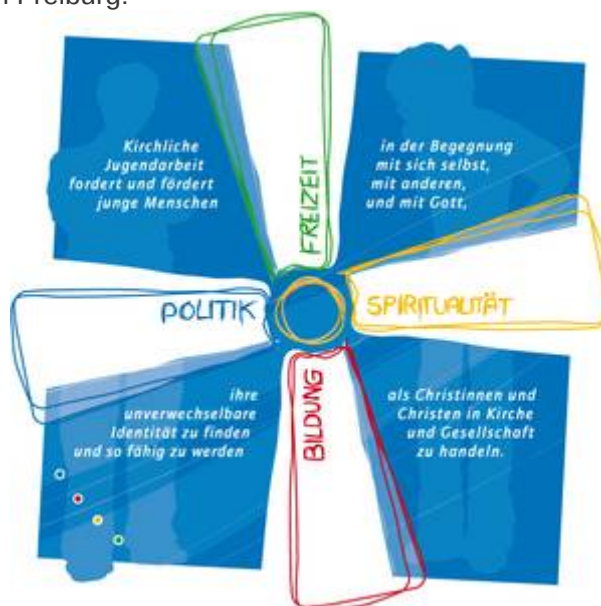 Freiburg.
Kirchliche
Jugendarbeit
fordert und fördert
junge Menschen
in der Begegnung
mit sich selbst,
mit anderen,
und mit Gott,
FREIZEIT
POLITIK
SPIRITUALITÄT
BILDUNG
ihre
unverwechselbare
Identität zu finden
und so fähig zu werden
als Christinnen und
Christen in Kirche
und Gesellschaft
zu handeln.